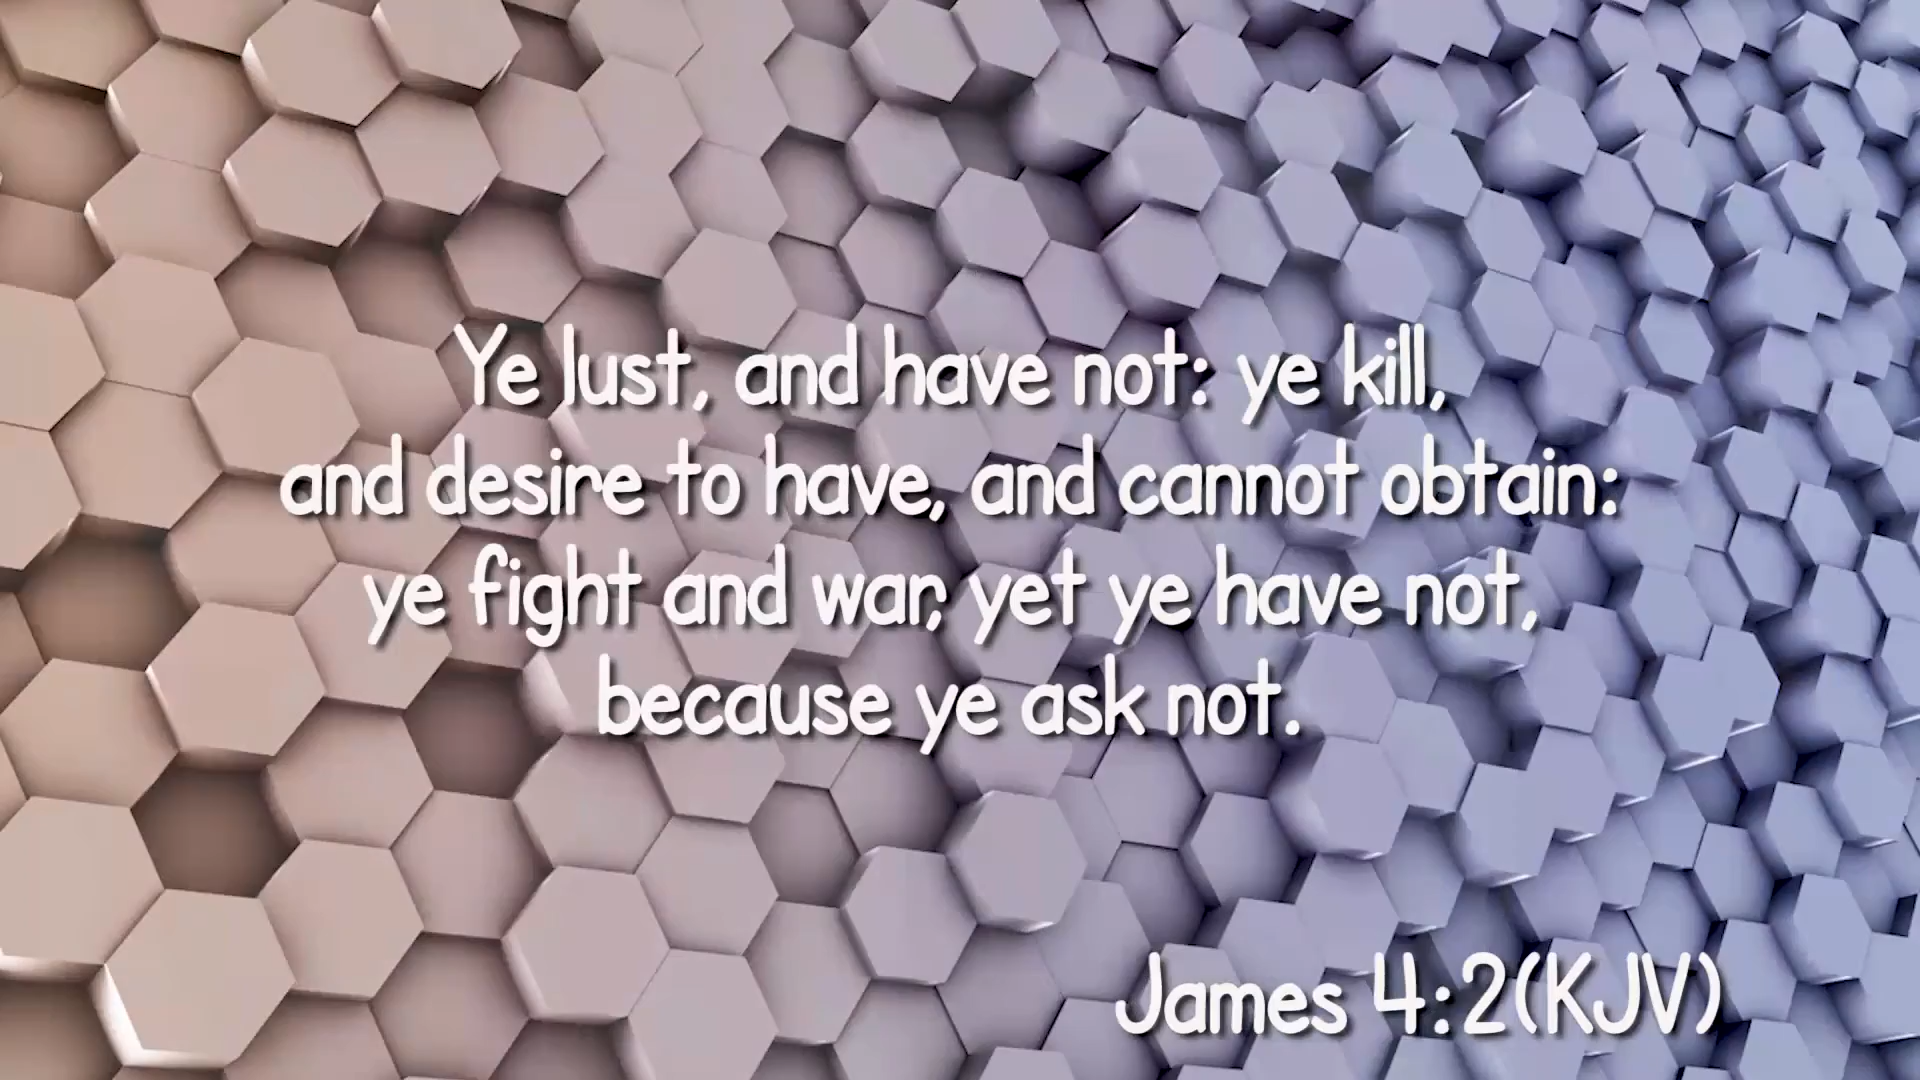 Ye lust, and have not: ye kill,
and desire to have, and cannot obtain:
ye fight and war, yet ye have not,
because ye ask not.
James 4:2(KJV)